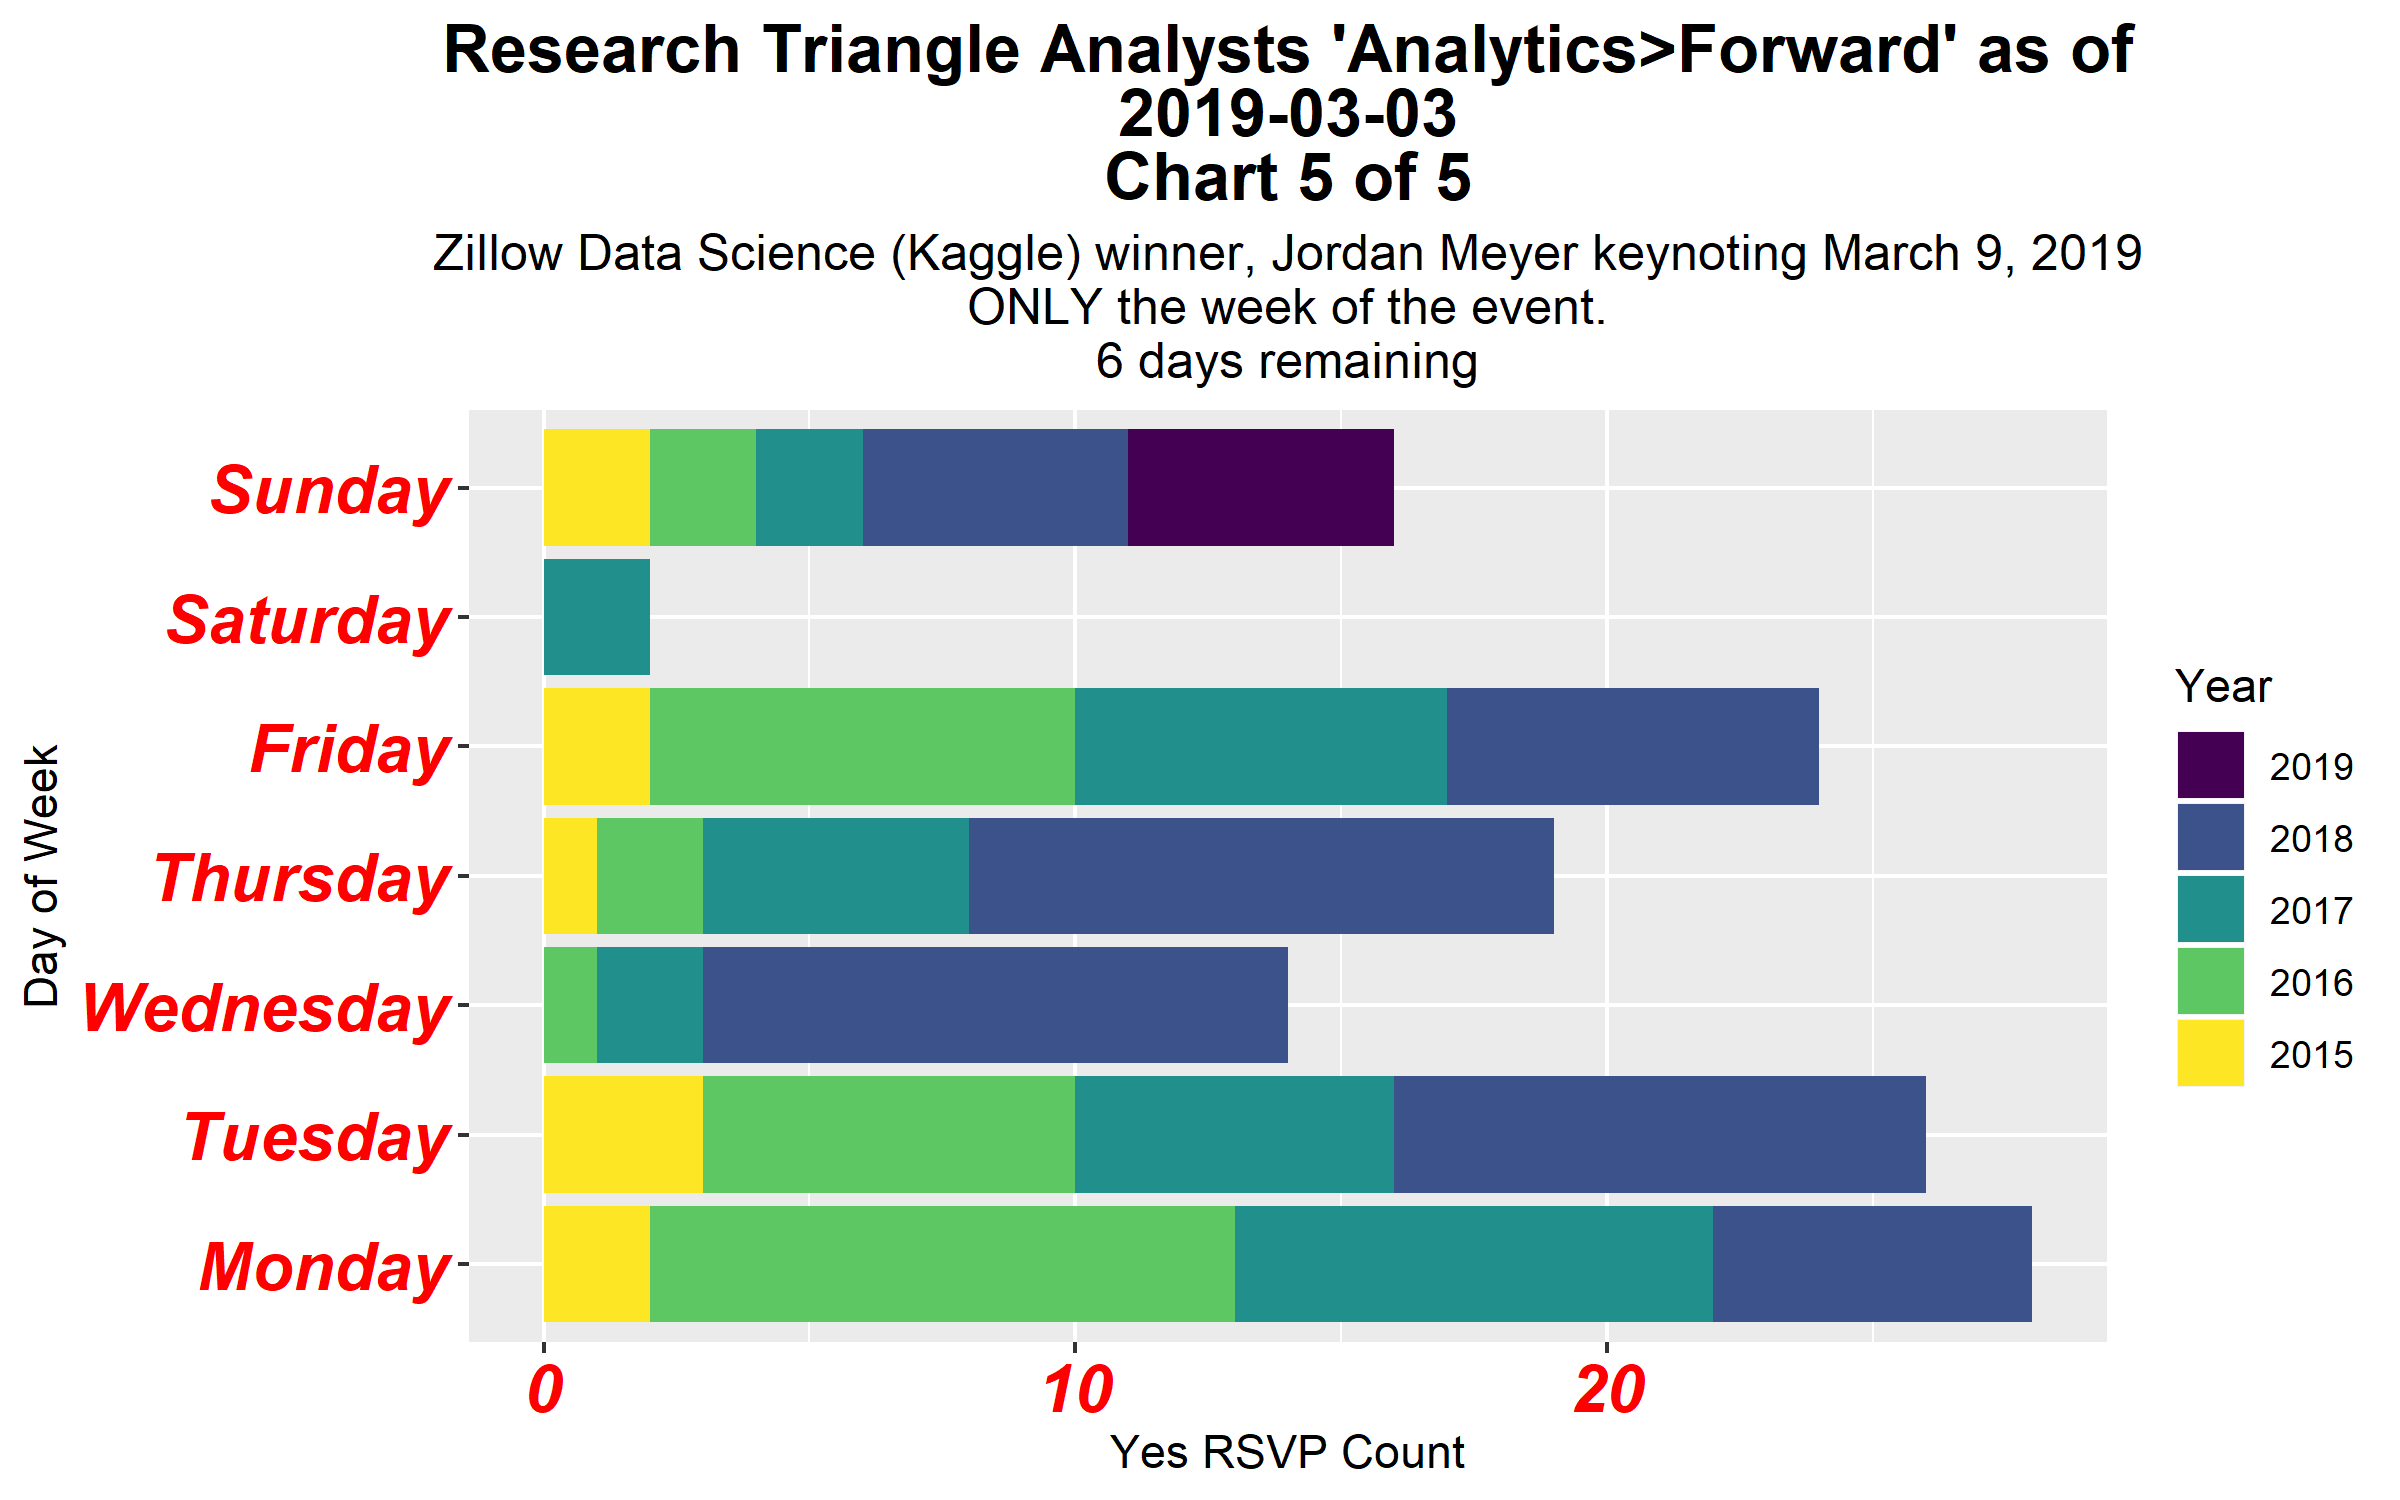 Research Triangle Analysts 'Analytics>Forward' as of
2019-03-03
Chart 5 of 5
Zillow Data Science (Kaggle) winner, Jordan Meyer keynoting March 9, 2019
ONLY the week of the event.
6 days remaining
Day of Week
Sunday
Saturday
Friday
Thursday
Wednesday
Tuesday
Monday
0 10 20
Yes RSVP Count
Year
2019
2018
2017
2016
2015